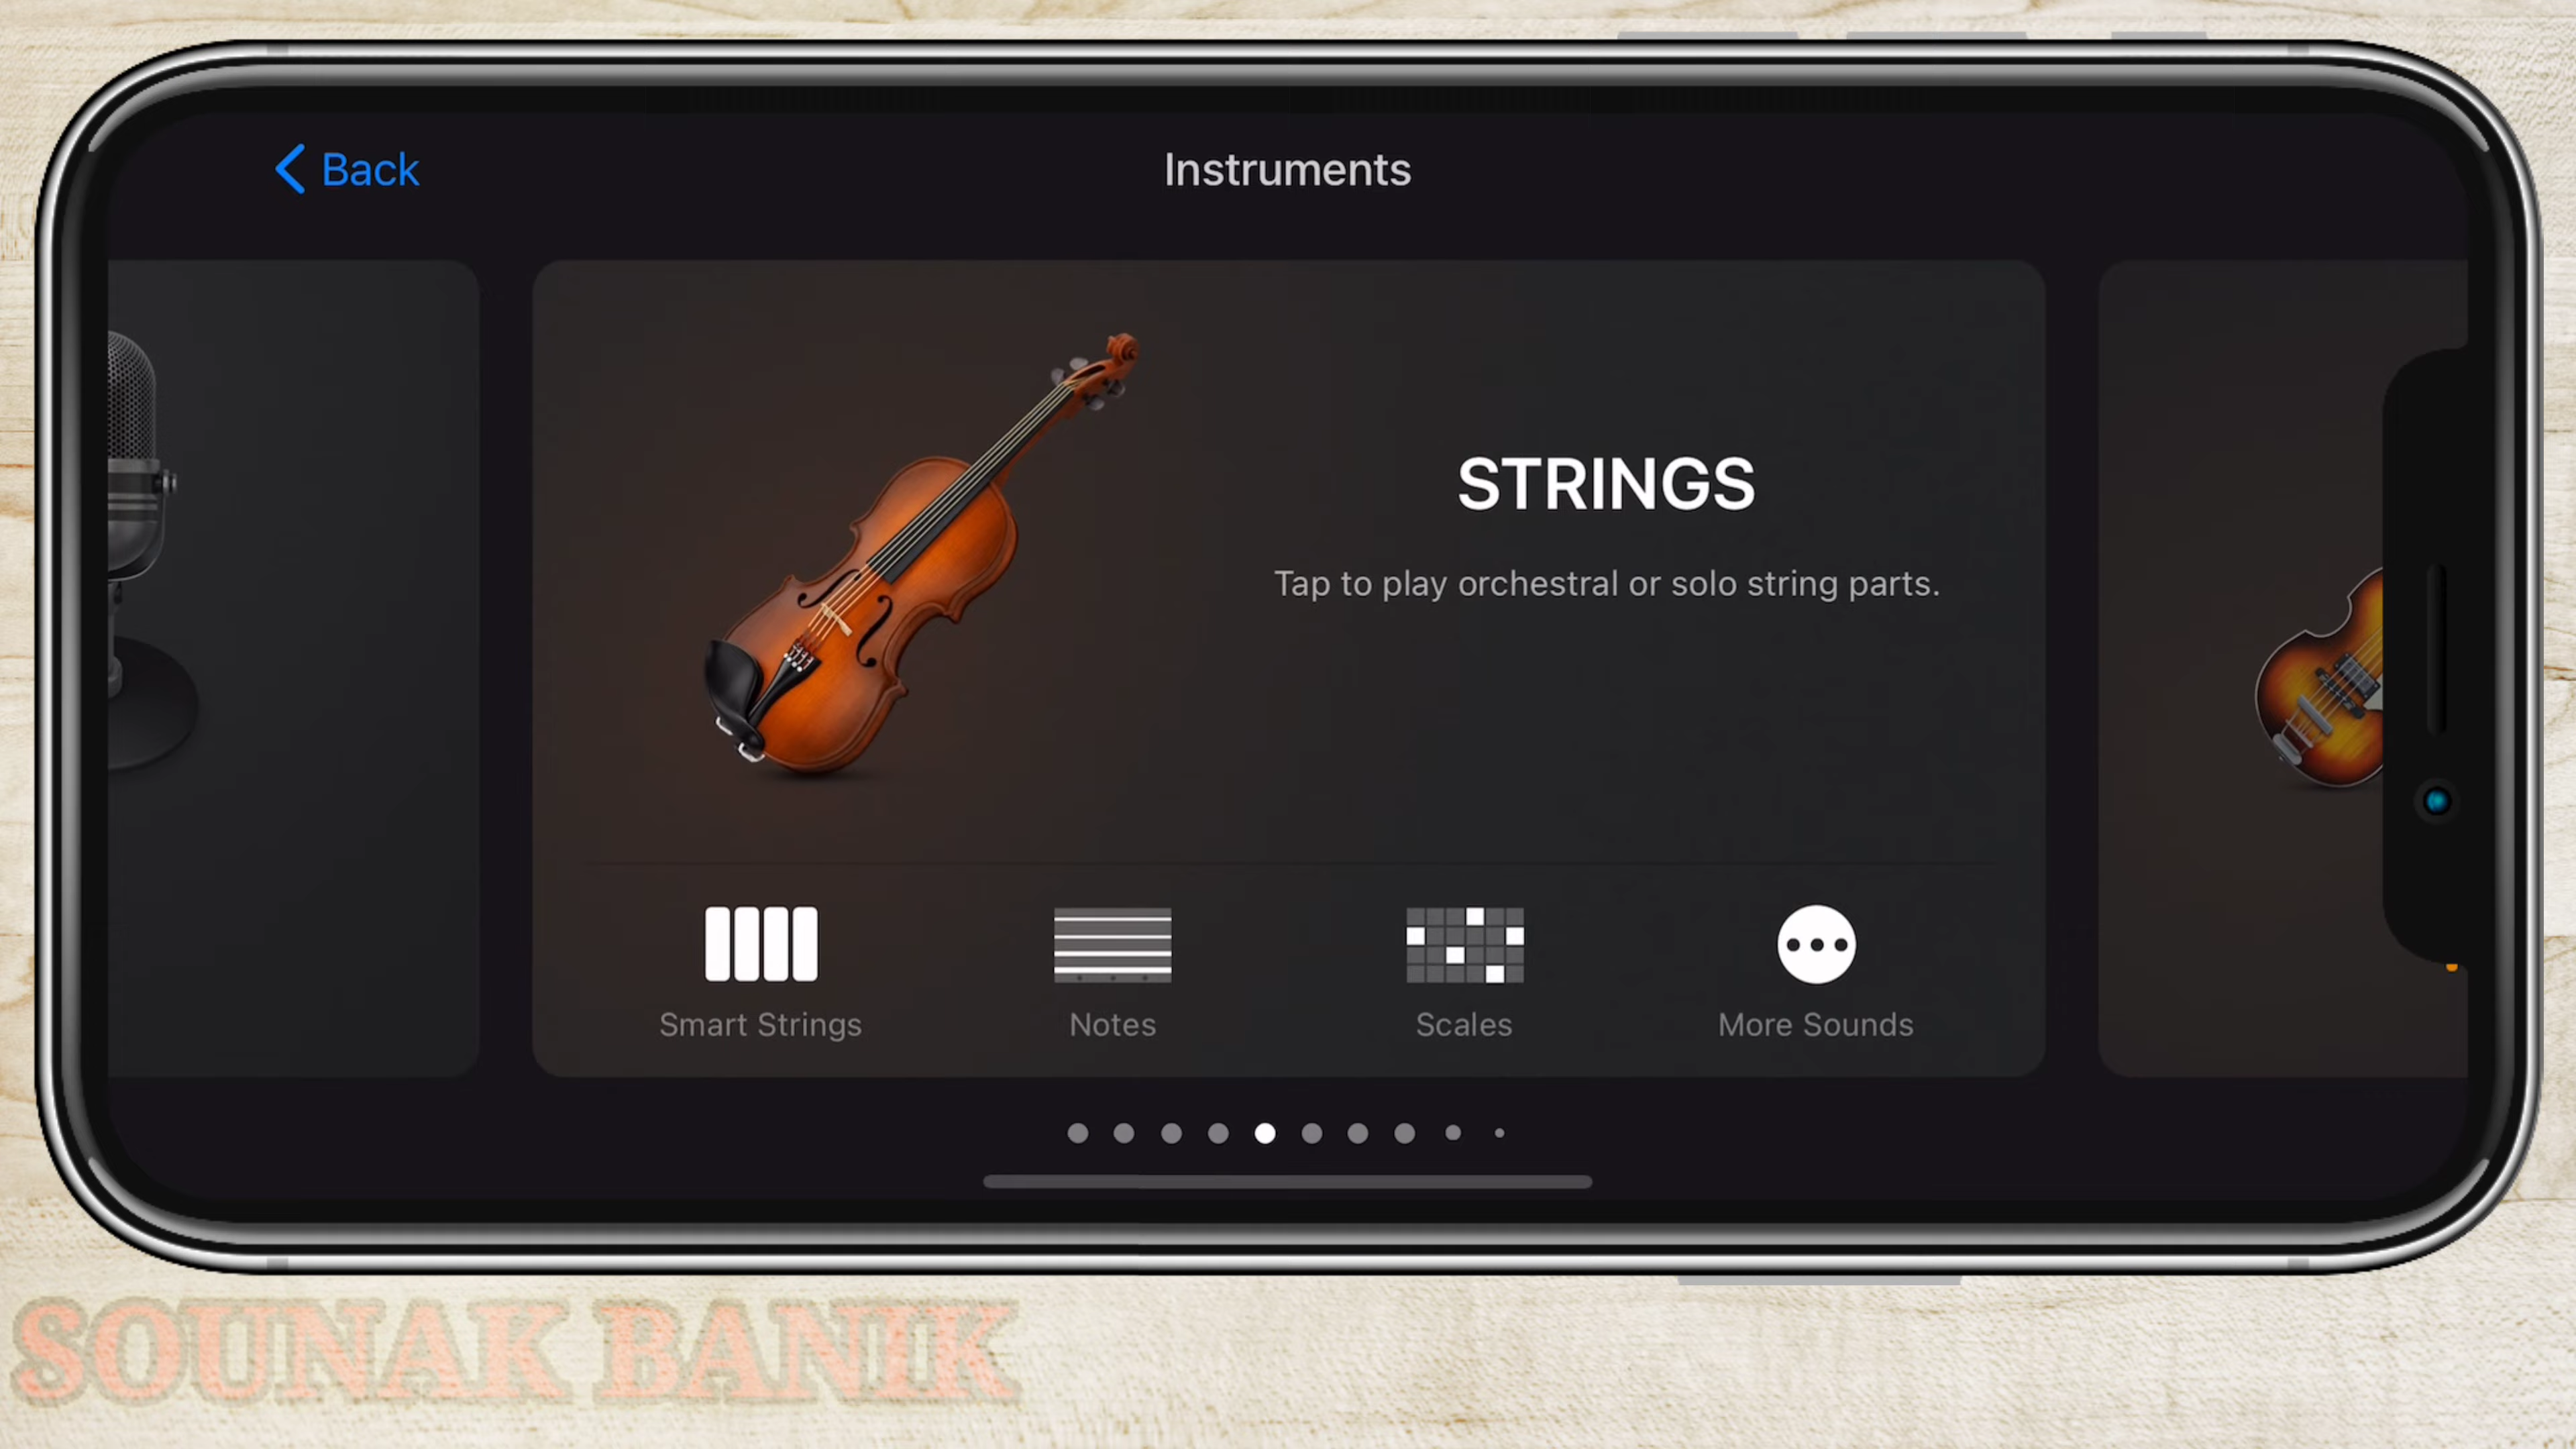 Back
Instruments
STRINGS
Tap to play orchestral or solo string parts.
Smart Strings
Notes
Scales
More Sounds
SOUNAK BANIK